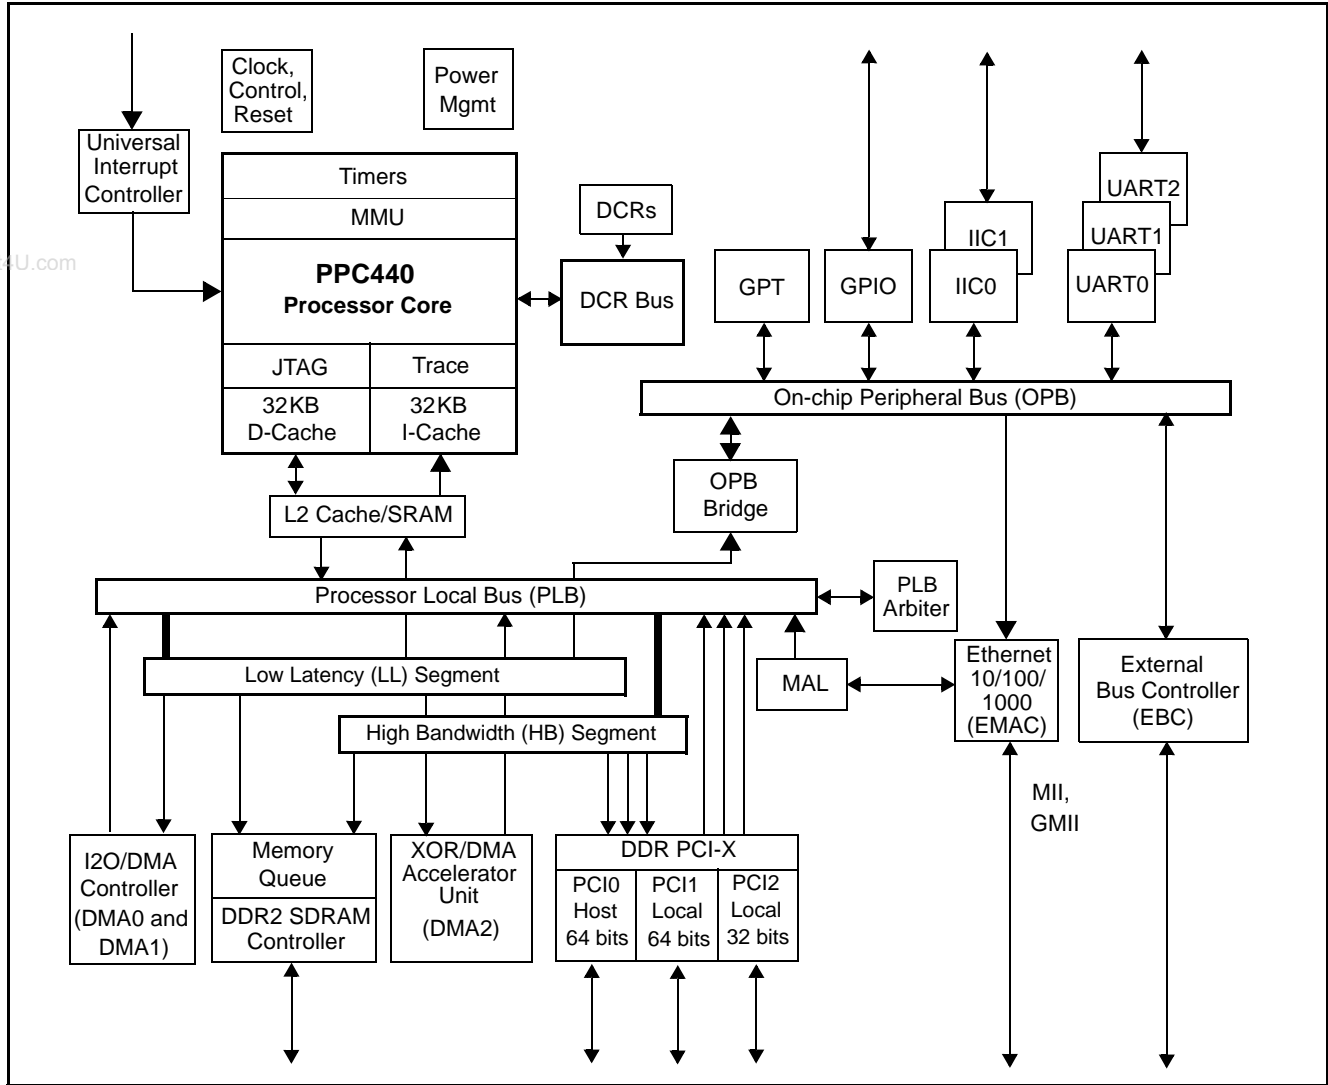 Clock,
Control,
Reset
Power
Mgmt
Universal
Interrupt
Controller
Timers
MMU
PPC440
Processor Core
JTAG
Trace
32KB
D-Cache
32KB
I-Cache
DCRs
DCR Bus
GPT
GPIO
IIC1
IIC0
UART2
UART1
UART0
4U.com
On-chip Peripheral Bus (OPB)
OPB
Bridge
L2 Cache/SRAM
Processor Local Bus (PLB)
PLB
Arbiter
Low Latency (LL) Segment
High Bandwidth (HB) Segment
MAL
Ethernet
10/100/
1000
(EMAC)
External
Bus Controller
(EBC)
MII,
GMII
I2O/DMA
Controller
(DMA0 and
DMA1)
Memory
Queue
DDR2 SDRAM
Controller
XOR/DMA
Accelerator
Unit
(DMA2)
DDR PCI-X
PCI0
Host
64 bits
PCI1
Local
64 bits
PCI2
Local
32 bits